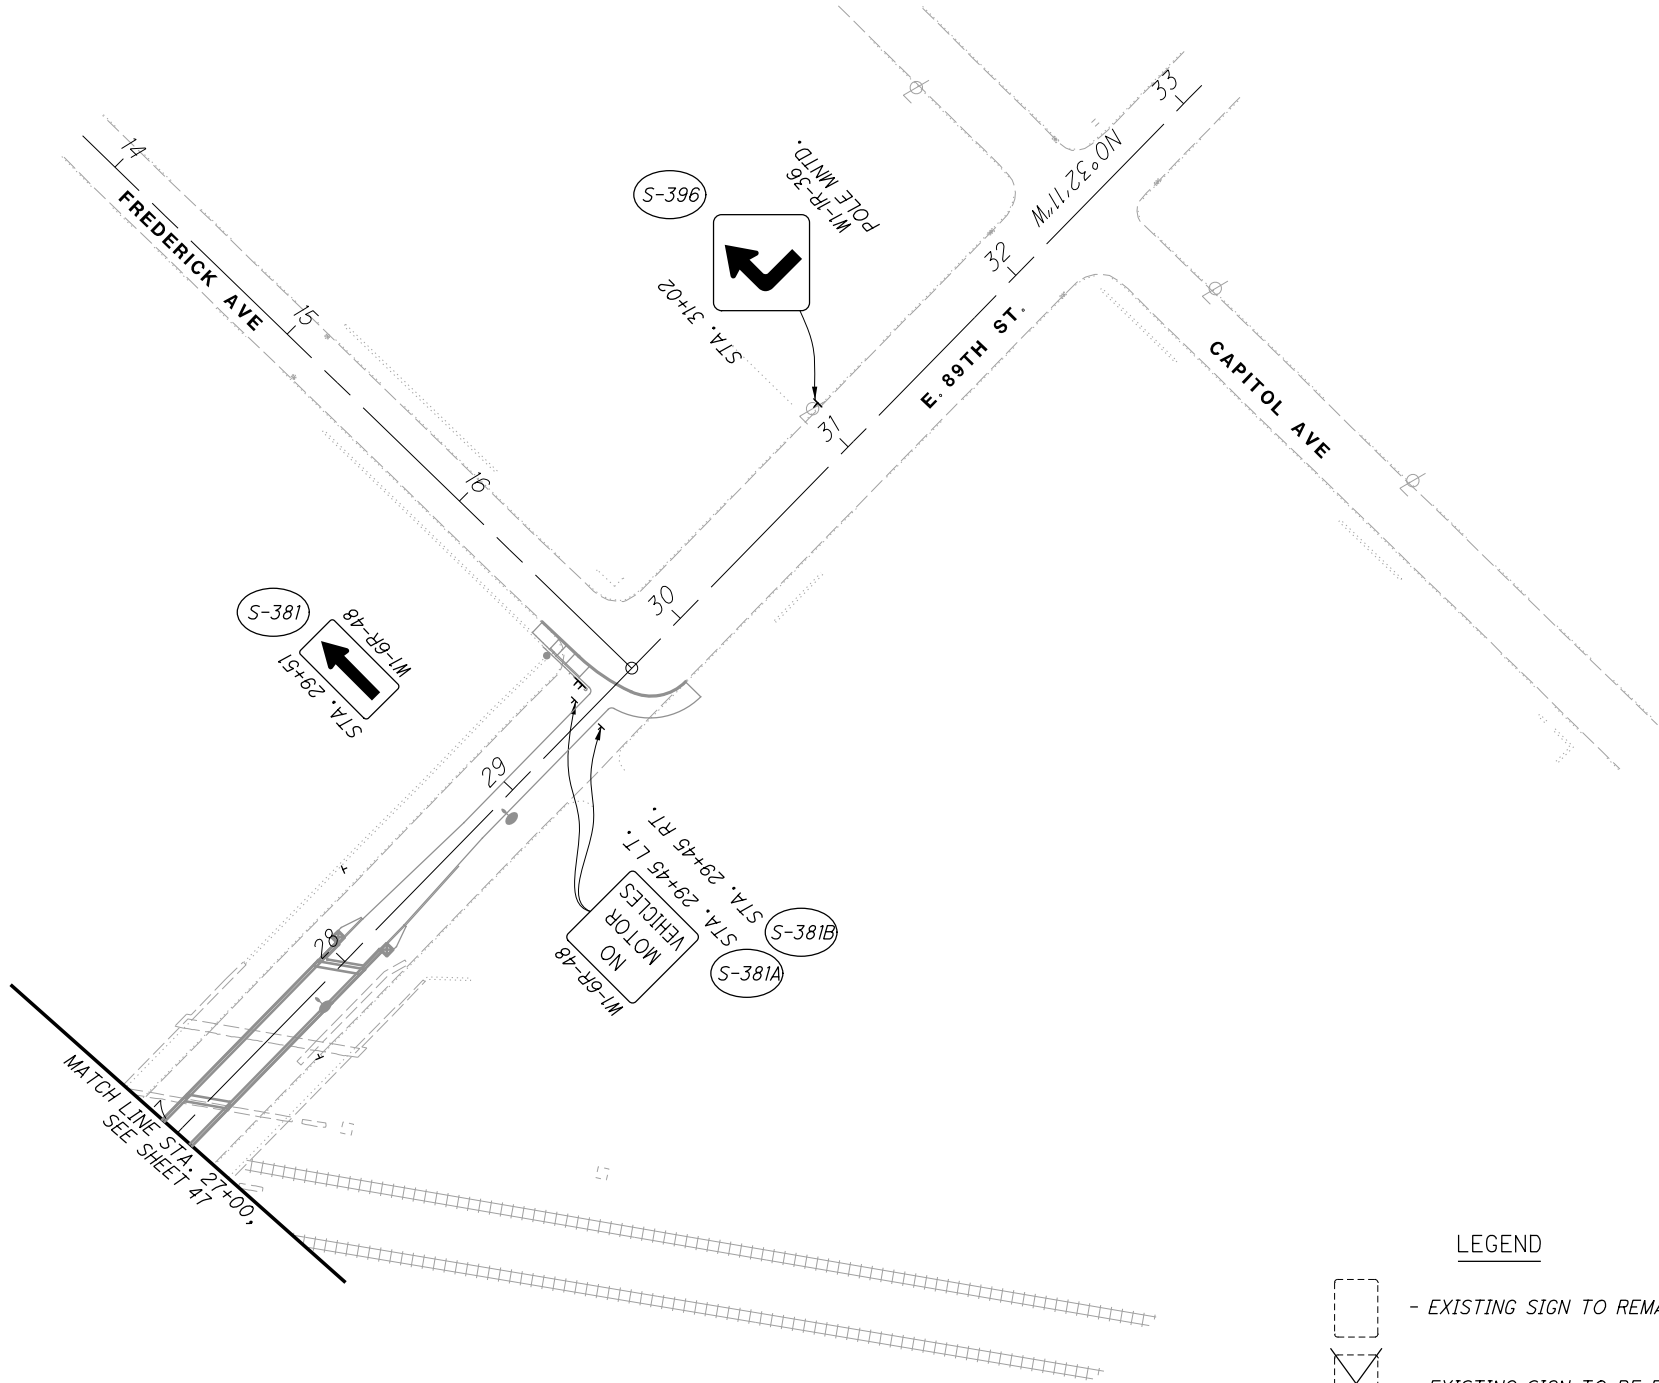 14
FREDERICK AVE
15
16
S-396
W1-1R-36
POLE MNTD.
STA. 31+02
33
N0°32'11"W
32
31
E. 89TH ST.
CAPITOL AVE
30
S-381
W1-6R-48
STA. 29+51
29
STA. 29+45 RT.
STA. 29+45 LT.
NO
MOTOR
VEHICLES
W1-6R-48
S-381B
S-381A
28
MATCH LINE STA. 27+00,
SEE SHEET 47
LEGEND
- EXISTING SIGN TO